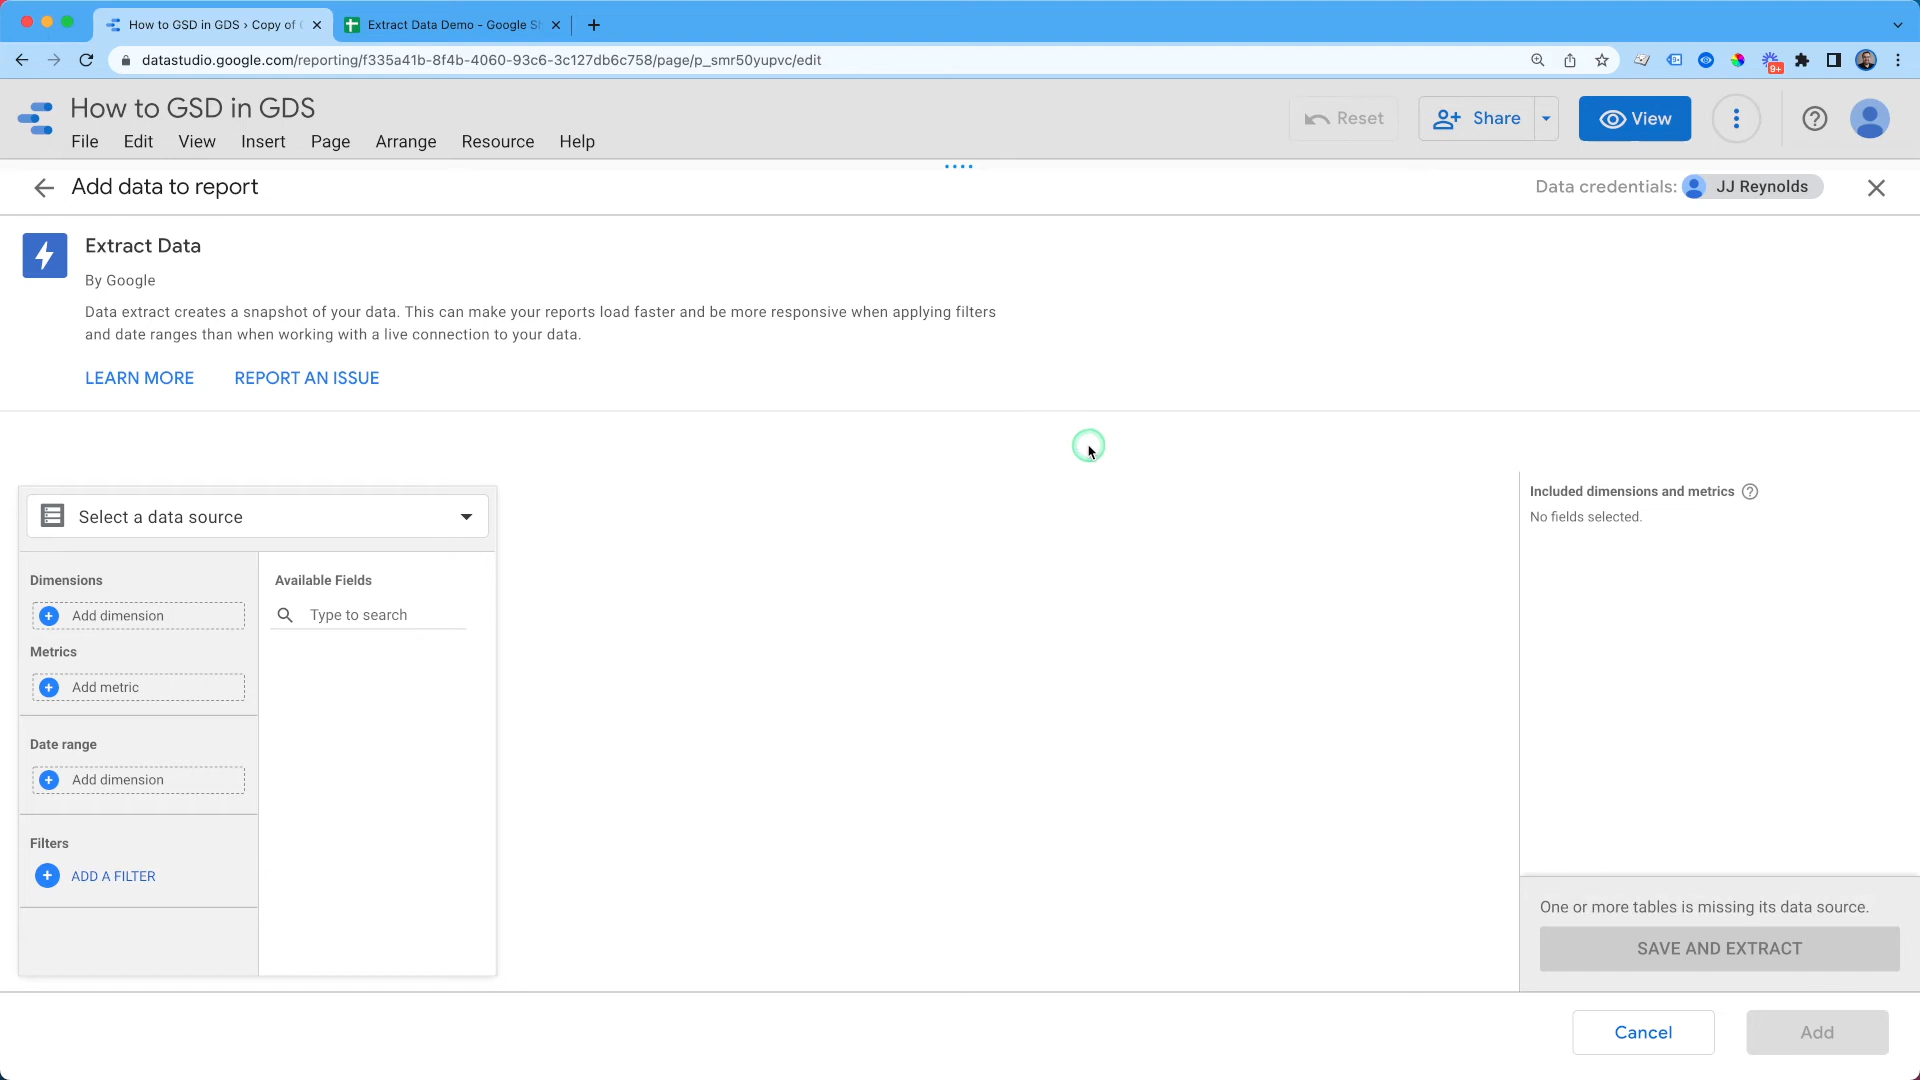 How to GSD in GDS › Copy of
Extract Data Demo - Google
datastudio.google.com/reporting/f335a41b-8f4b-4060-93c6-3c127db6c758/page/p_smr50yupvc/edit
9+
How to GSD in GDS
Reset
Share
View
File Edit View Insert Page Arrange Resource Help
Add data to report
Data credentials: JJ Reynolds
Extract Data
By Google
Data extract creates a snapshot of your data. This can make your reports load faster and be more responsive when applying filters
and date ranges than when working with a live connection to your data.
LEARN MORE REPORT AN ISSUE
Select a data source
Dimensions
Add dimension
Metrics
Add metric
Date range
Add dimension
Filters
ADD A FILTER
Available Fields
Type to search
Included dimensions and metrics
No fields selected.
One or more tables is missing its data source.
SAVE AND EXTRACT
Cancel
Add